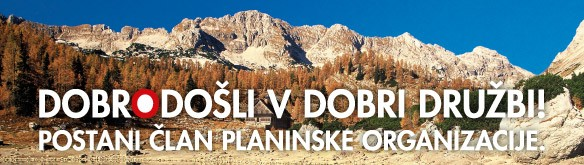 DOBRODOŠLI V DOBRI DRUŽBI!
POSTANI ČLAN PLANINSKE ORGANIZACIJE.